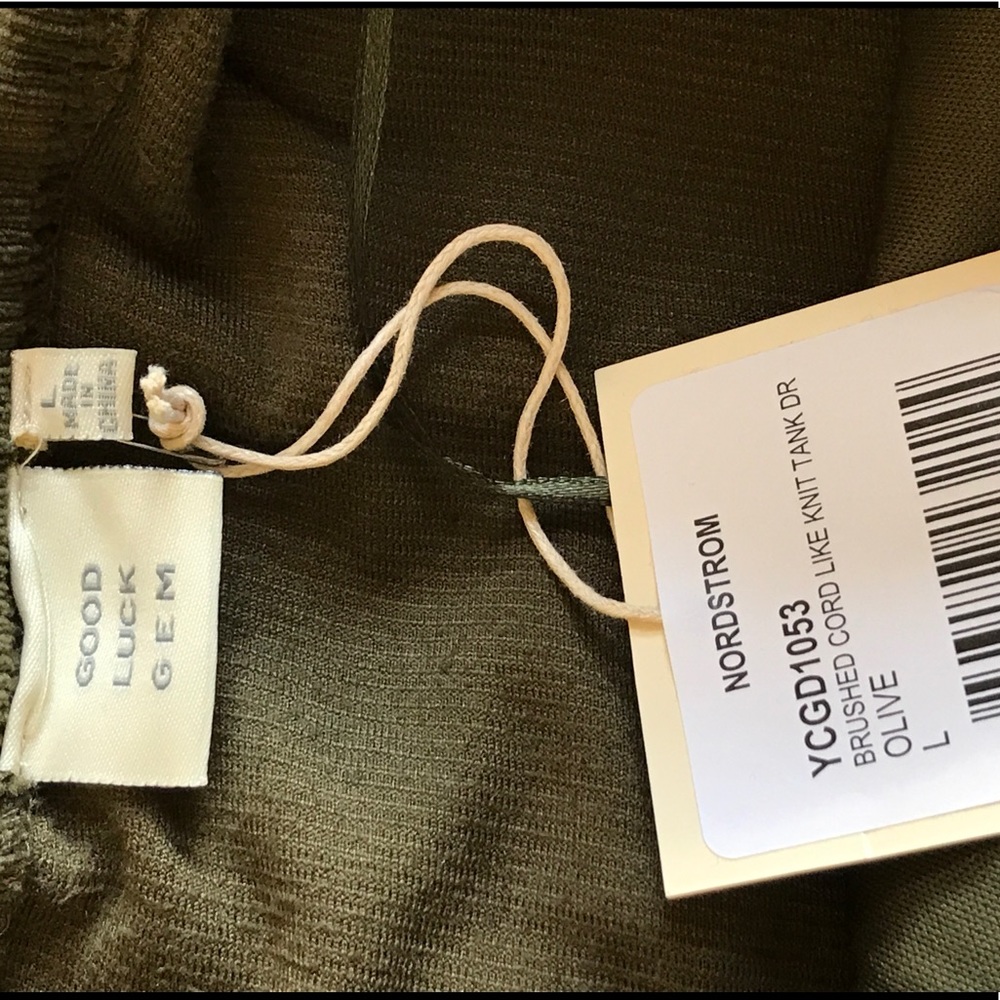 L
MADE
IN
CHINA
GOOD
LUCK
GEM
NORDSTROM
YCGD1053
BRUSHED CORD LIKE KNIT TANK DR
OLIVE
L